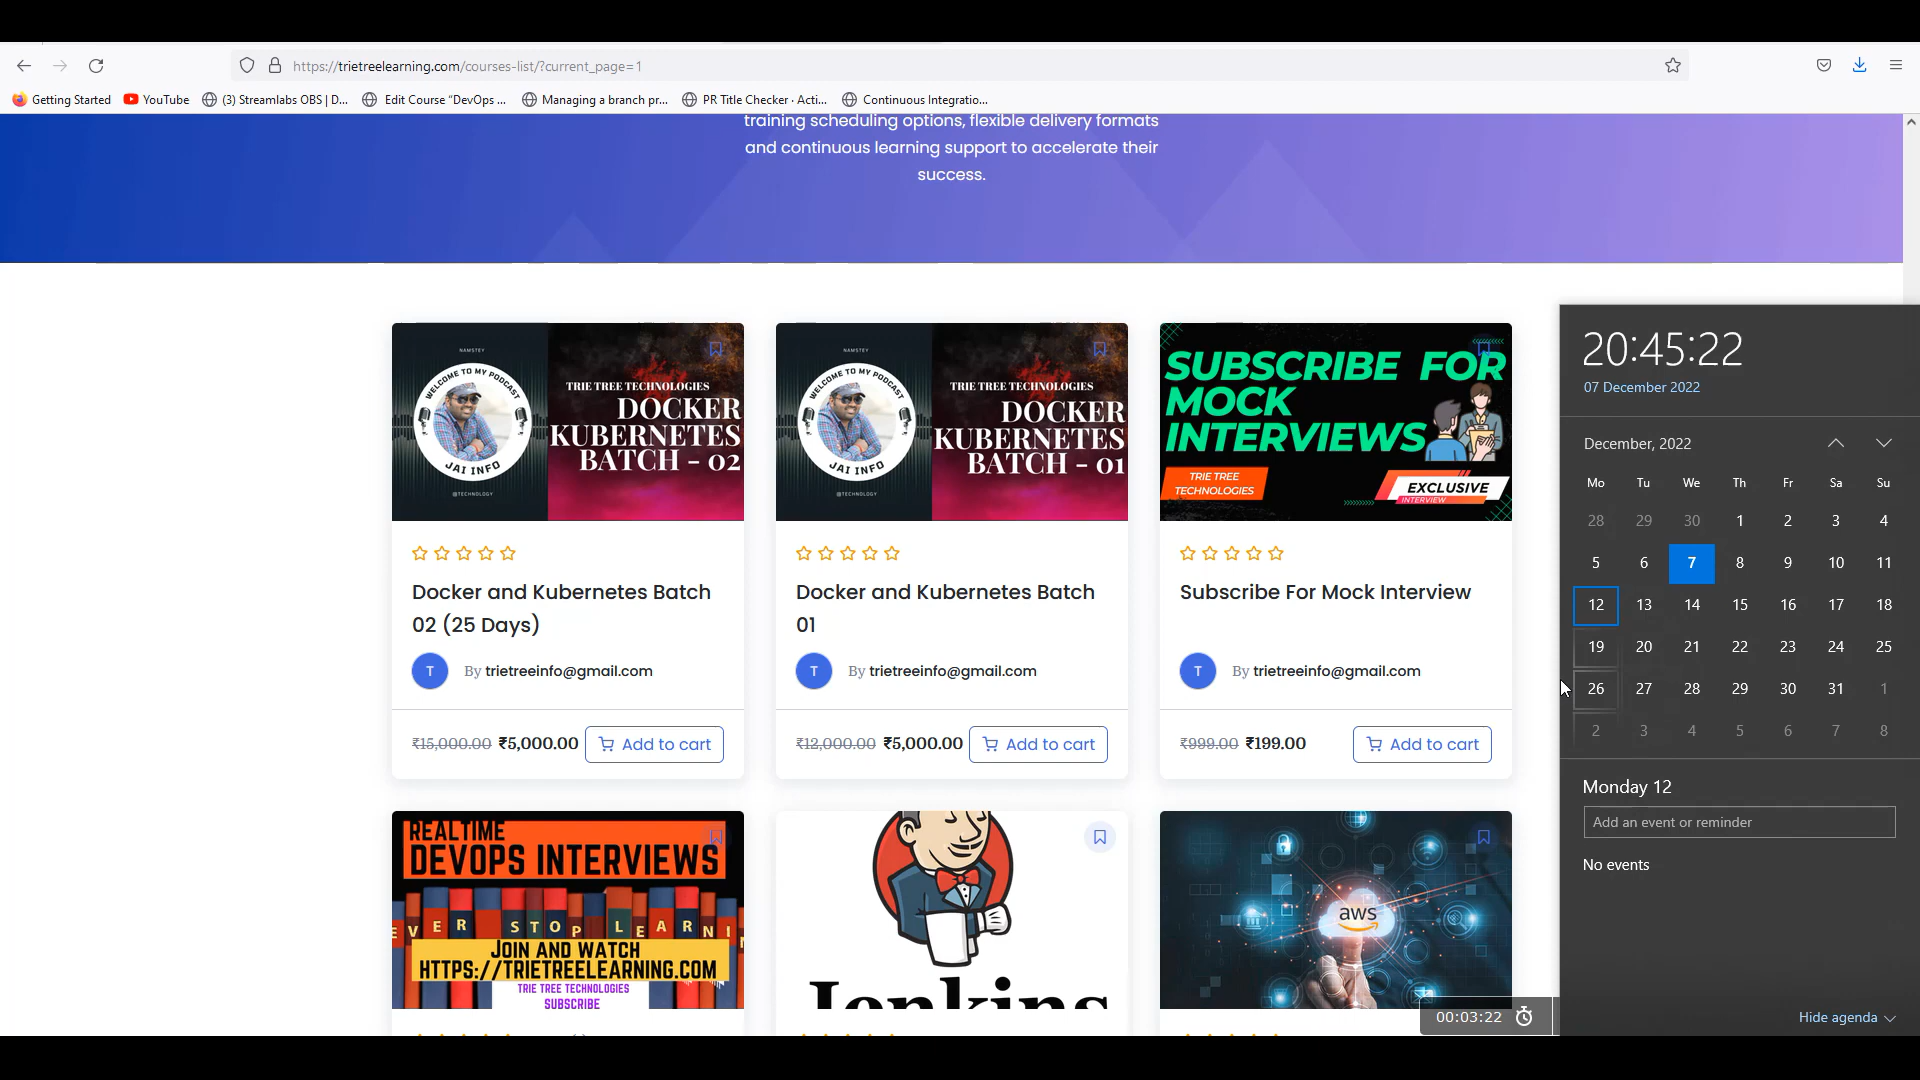 https://trietreelearning.com/courses-list/?current_page=1
Getting Started
YouTube
(3) Streamlabs OBS | D...
Edit Course “DevOps ...
Managing a branch pr...
PR Title Checker · Acti...
Continuous Integratio...
training scheduling options, flexible delivery formats
and continuous learning support to accelerate their
success.
NAMSTEY
WELCOME TO MY PODCAST
JAI INFO
@TECHNOLOGY
TRIE TREE TECHNOLOGIES
DOCKER
KUBERNETES
BATCH - 02
NAMSTEY
WELCOME TO MY PODCAST
JAI INFO
@TECHNOLOGY
TRIE TREE TECHNOLOGIES
DOCKER
KUBERNETES
BATCH - 01
SUBSCRIBE FOR
MOCK
INTERVIEWS
TRIE TREE
TECHNOLOGIES
EXCLUSIVE
INTERVIEW
Docker and Kubernetes Batch
02 (25 Days)
T By trietreeinfo@gmail.com
₹15,000.00 ₹5,000.00 Add to cart
Docker and Kubernetes Batch
01
T By trietreeinfo@gmail.com
₹12,000.00 ₹5,000.00 Add to cart
Subscribe For Mock Interview
T By trietreeinfo@gmail.com
₹999.00 ₹199.00 Add to cart
REALTIME
DEVOPS INTERVIEWS
EVER STOP LEARNI
JOIN AND WATCH
HTTPS://TRIETREELEARNING.COM
TRIE TREE TECHNOLOGIES
SUBSCRIBE
Jenkins
aws
00:03:22
20:45:22
07 December 2022
December, 2022
Mo Tu We Th Fr Sa Su
28 29 30 1 2 3 4
5 6 7 8 9 10 11
12 13 14 15 16 17 18
19 20 21 22 23 24 25
26 27 28 29 30 31 1
2 3 4 5 6 7 8
Monday 12
Add an event or reminder
No events
Hide agenda